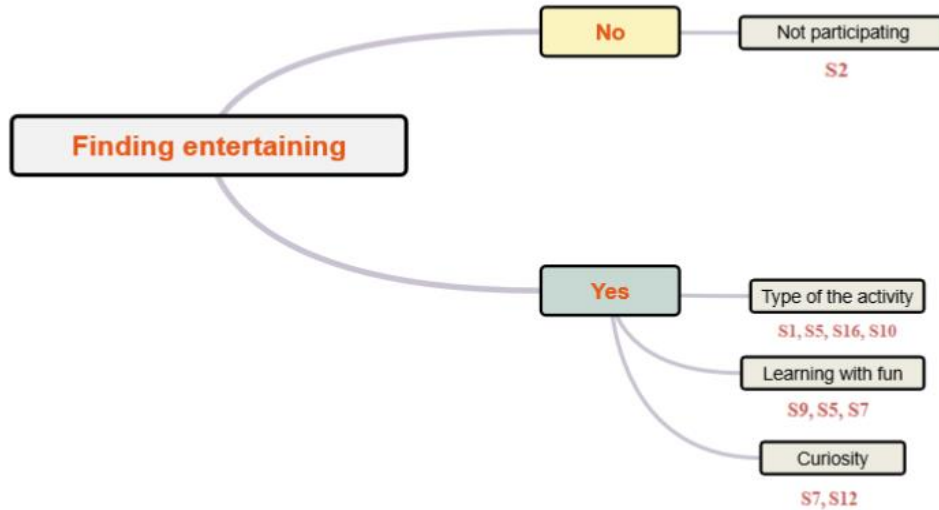 No
Not participating
S2
Finding entertaining
Yes
Type of the activity
S1, S5, S16, S10
Learning with fun
S9, S5, S7
Curiosity
S7, S12